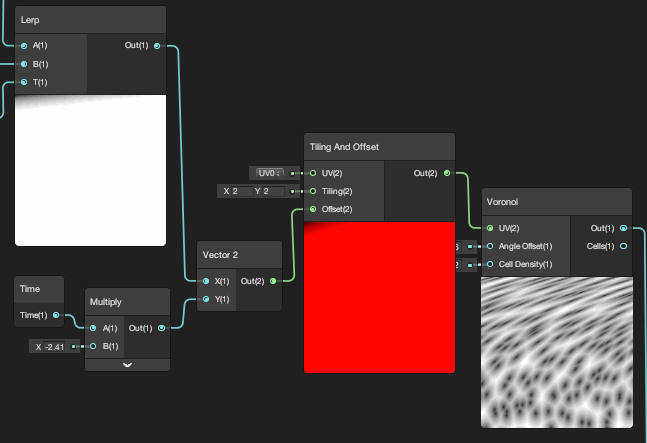 Lerp
A(1) Out(1)
B(1)
T(1)
Tiling And Offset
UV0 UV(2) Out(2)
X 2 Y 2 Tiling(2)
Offset(2)
Voronoi
UV(2) Out(1)
Angle Offset(1) Cells(1)
2 Cell Density(1)
Vector 2
X(1) Out(2)
Y(1)
Time
Time(1)
Multiply
A(1) Out(1)
X -2.41 B(1)